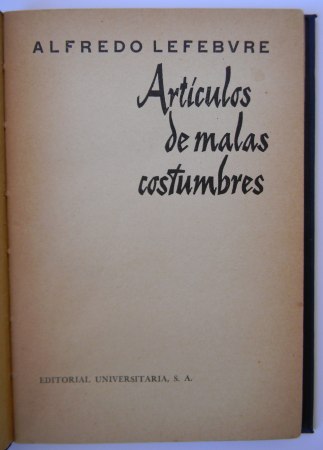 ALFREDO LEFEBVRE
Artículos
de malas
costumbres
EDITORIAL UNIVERSITARIA, S. A.